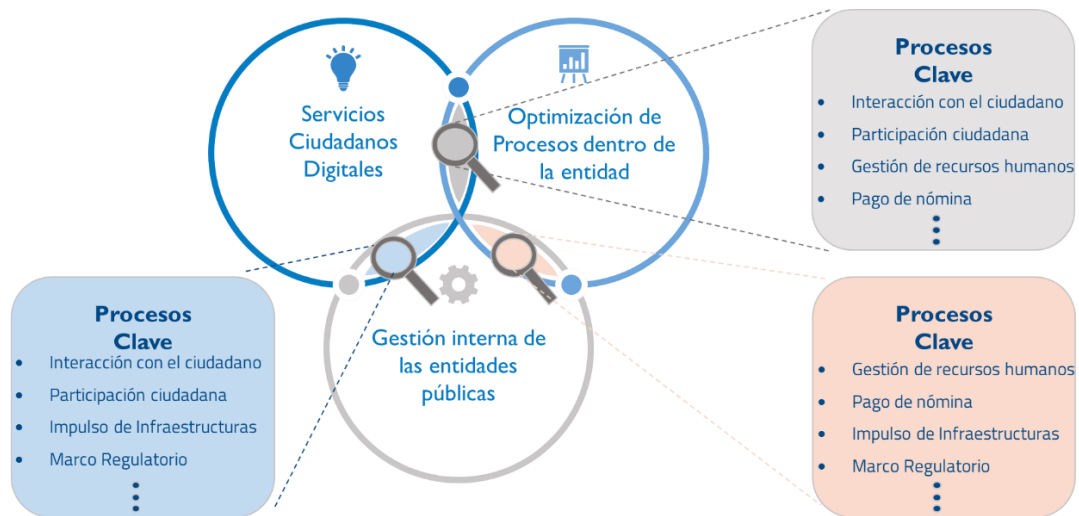 Servicios
Ciudadanos
Digitales
Optimización de
Procesos dentro de
la entidad
Gestión interna de
las entidades
públicas
Procesos
Clave
• Interacción con el ciudadano
• Participación ciudadana
• Gestión de recursos humanos
• Pago de nómina
Procesos
Clave
• Interacción con el ciudadano
• Participación ciudadana
• Impulso de Infraestructuras
• Marco Regulatorio
Procesos
Clave
• Gestión de recursos humanos
• Pago de nómina
• Impulso de Infraestructuras
• Marco Regulatorio